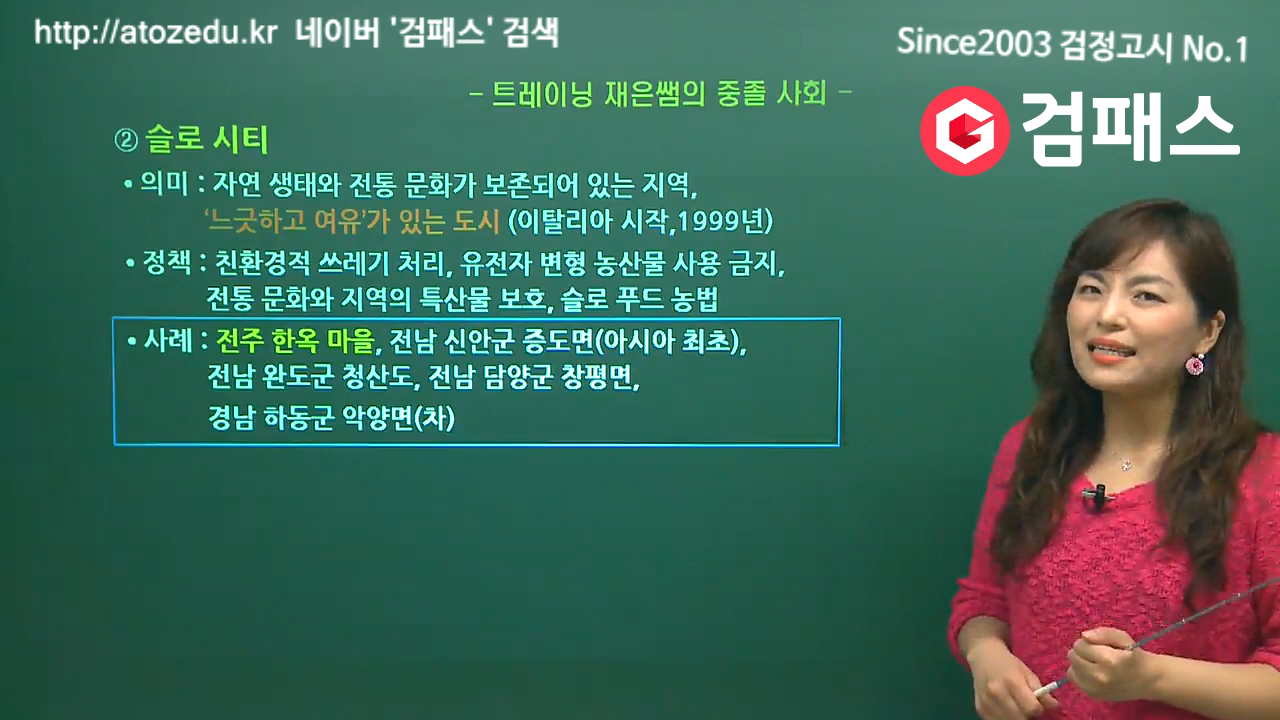 http://atozedu.kr 네이버 '검패스' 검색
Since2003 검정고시 No.1
검패스
- 트레이닝 재은쌤의 중졸 사회 -
② 슬로 시티
• 의미 : 자연 생태와 전통 문화가 보존되어 있는 지역,
'느긋하고 여유'가 있는 도시 (이탈리아 시작,1999년)
• 정책 : 친환경적 쓰레기 처리, 유전자 변형 농산물 사용 금지,
전통 문화와 지역의 특산물 보호, 슬로 푸드 농법
• 사례 : 전주 한옥 마을, 전남 신안군 증도면(아시아 최초),
전남 완도군 청산도, 전남 담양군 창평면,
경남 하동군 악양면(차)